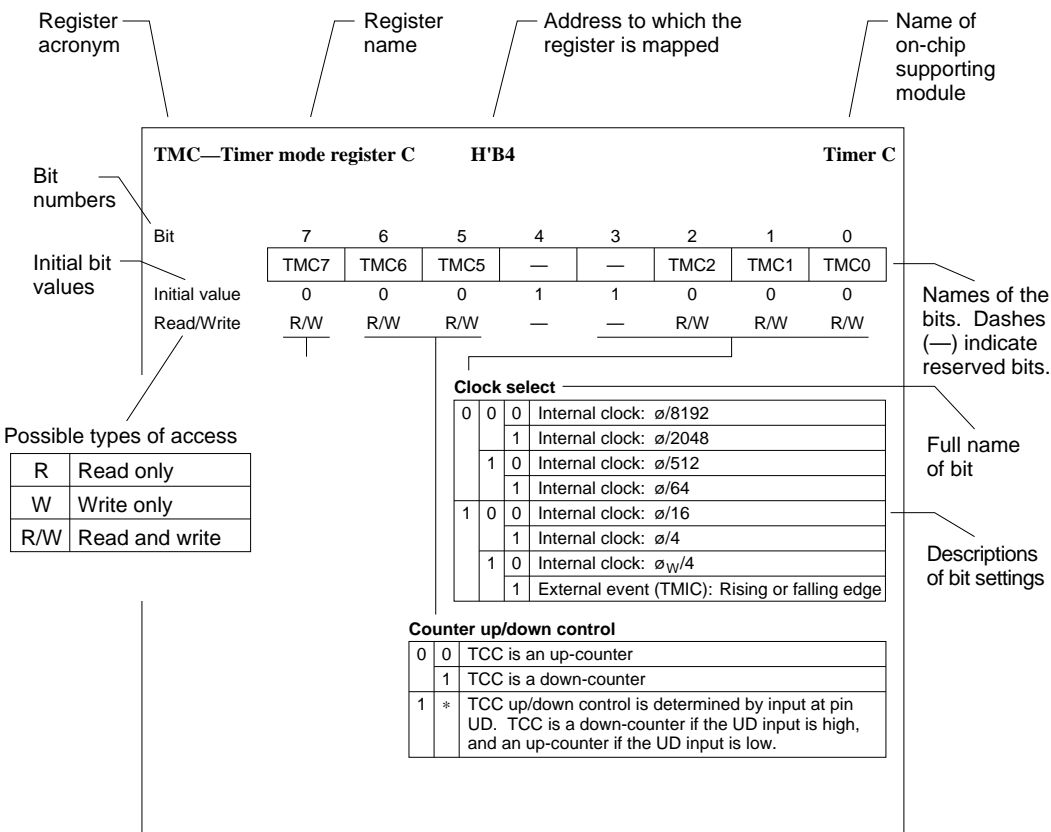 Register
acronym
Register
name
Address to which the
register is mapped
Name of
on-chip
supporting
module
TMC—Timer mode register C H'B4 Timer C
Bit
numbers
Bit 7 6 5 4 3 2 1 0
Initial bit
values
TMC7 TMC6 TMC5 — — TMC2 TMC1 TMC0
Initial value 0 0 0 1 1 0 0 0
Read/Write R/W R/W R/W — — R/W R/W R/W
Names of the
bits. Dashes
(—) indicate
reserved bits.
Possible types of access
R Read only
W Write only
R/W Read and write
Clock select
0 0 0 Internal clock: ø/8192
1 Internal clock: ø/2048
1 0 Internal clock: ø/512
1 Internal clock: ø/64
1 0 0 Internal clock: ø/16
1 Internal clock: ø/4
1 0 Internal clock: øW/4
1 External event (TMIC): Rising or falling edge
Full name
of bit
Descriptions
of bit settings
Counter up/down control
0 0 TCC is an up-counter
1 TCC is a down-counter
1 * TCC up/down control is determined by input at pin
UD. TCC is a down-counter if the UD input is high,
and an up-counter if the UD input is low.